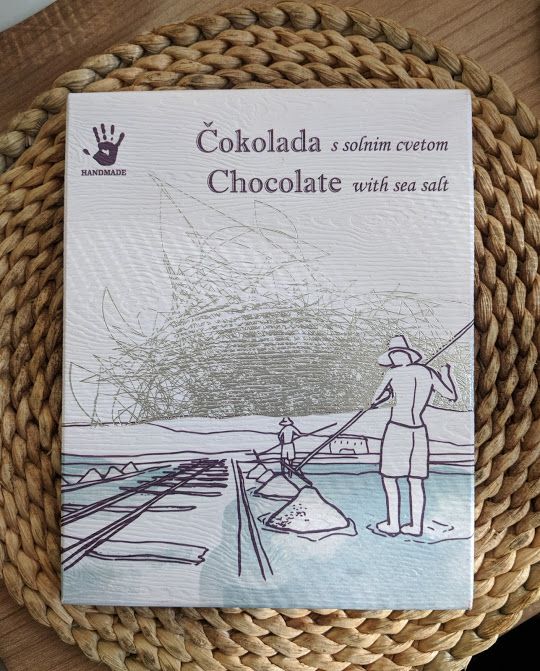 HANDMADE
Čokolada s solnim cvetom
Chocolate with sea salt